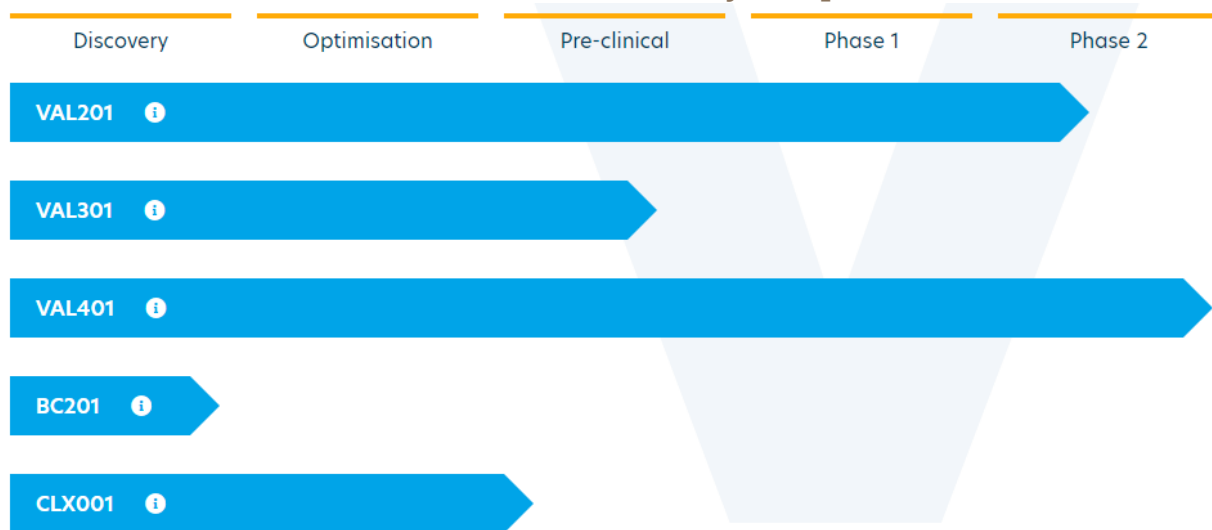 Discovery Optimisation Pre-clinical Phase 1 Phase 2
VAL201
VAL301
VAL401
BC201
CLX001